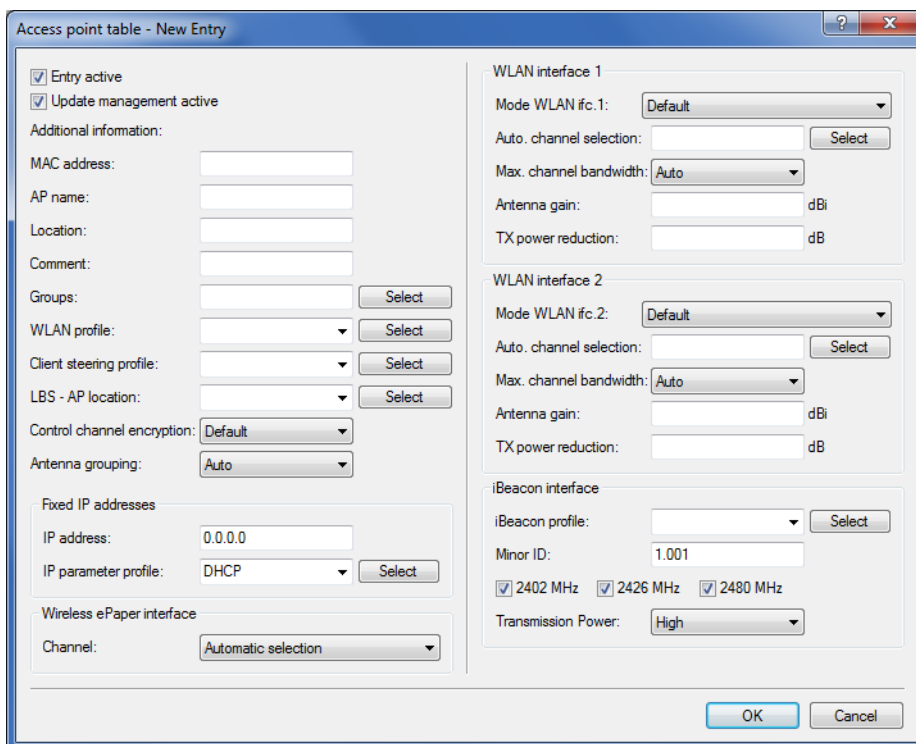 Access point table - New Entry
Entry active
Update management active
Additional information:
MAC address:
AP name:
Location:
Comment:
Groups: Select
WLAN profile: Select
Client steering profile: Select
LBS - AP location: Select
Control channel encryption: Default
Antenna grouping: Auto
Fixed IP addresses
IP address: 0.0.0.0
IP parameter profile: DHCP Select
Wireless ePaper interface
Channel: Automatic selection
WLAN interface 1
Mode WLAN ifc.1: Default
Auto. channel selection: Select
Max. channel bandwidth: Auto
Antenna gain: dBi
TX power reduction: dB
WLAN interface 2
Mode WLAN ifc.2: Default
Auto. channel selection: Select
Max. channel bandwidth: Auto
Antenna gain: dBi
TX power reduction: dB
iBeacon interface
iBeacon profile: Select
Minor ID: 1.001
2402 MHz 2426 MHz 2480 MHz
Transmission Power: High
OK Cancel